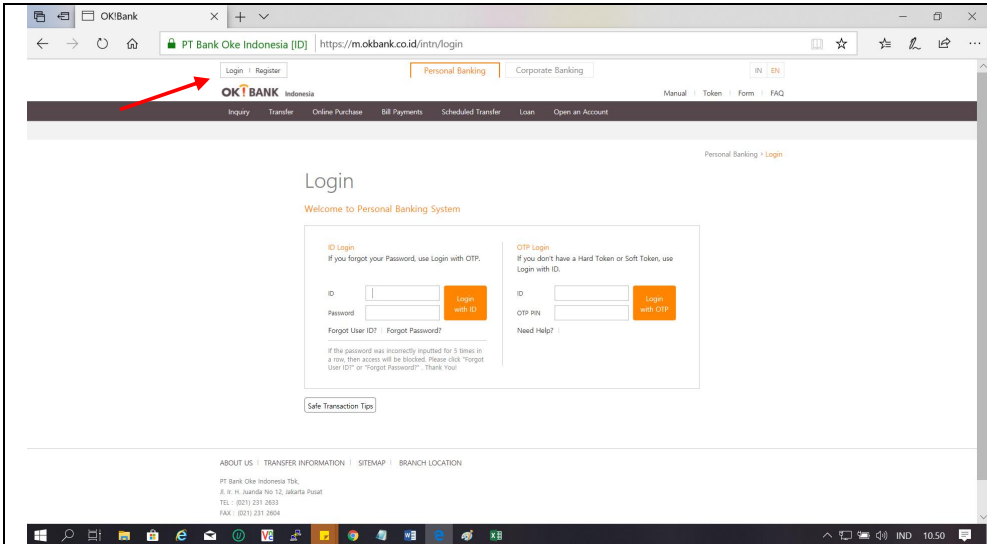 OK!Bank
PT Bank Oke Indonesia [ID] https://m.okbank.co.id/intn/login
Login Register Personal Banking Corporate Banking IN EN
OK!BANK Indonesia Manual Token Form FAQ
Inquiry Transfer Online Purchase Bill Payments Scheduled Transfer Loan Open an Account
Personal Banking > Login
Login
Welcome to Personal Banking System
ID Login
If you forgot your Password, use Login with OTP.
ID
Password
Login
with ID
Forgot User ID? Forgot Password?
If the password was incorrectly inputted for 5 times in
a row, then access will be blocked. Please click "Forgot
User ID?" or "Forgot Password?" . Thank You!
OTP Login
If you don't have a Hard Token or Soft Token, use
Login with ID.
ID
OTP PIN
Login
with OTP
Need Help?
Safe Transaction Tips
ABOUT US TRANSFER INFORMATION SITEMAP BRANCH LOCATION
PT Bank Oke Indonesia Tbk.
Jl. Ir. H. Juanda No 12, Jakarta Pusat
TEL : (021) 231 2633
FAX : (021) 231 2604
IND 10.50